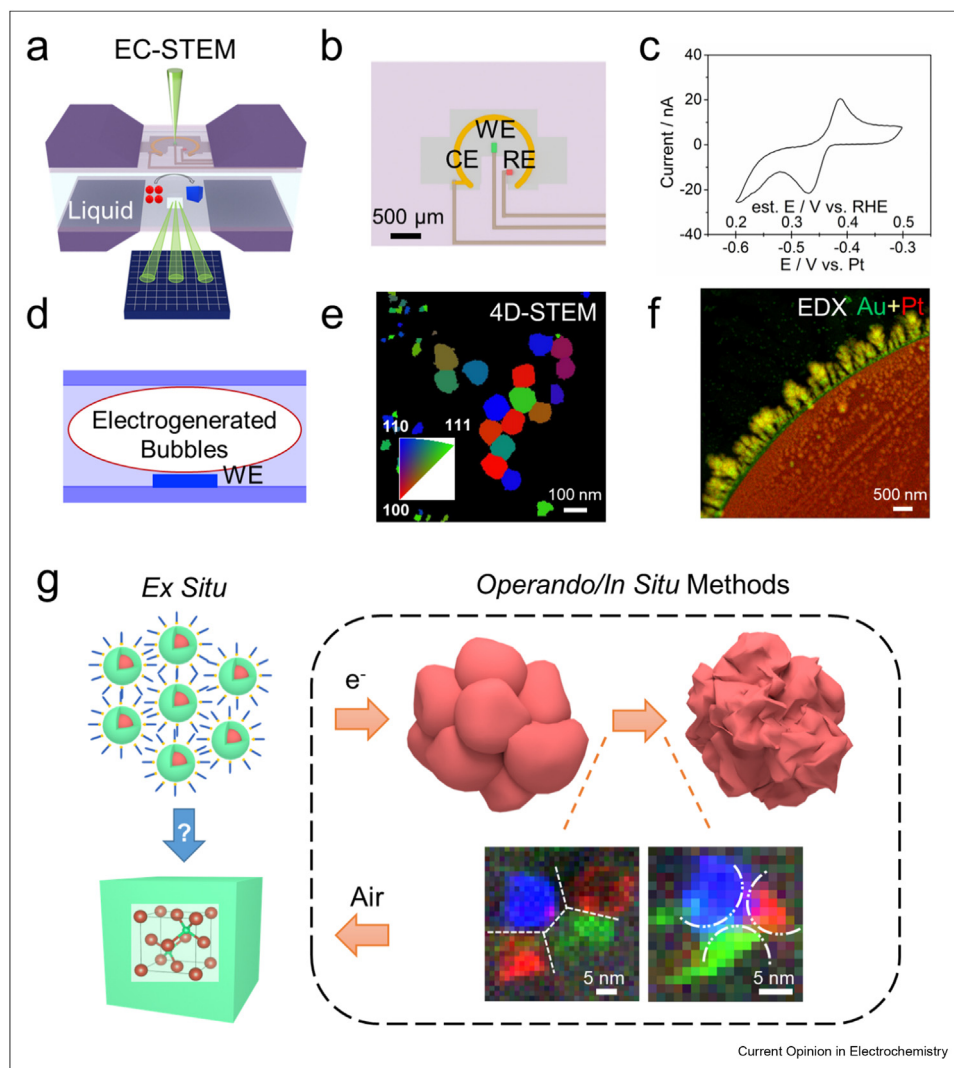 a
EC-STEM
Liquid
b
WE
CE
RE
500 µm
c
Current / nA
40
20
0
-20
-40
est. E / V vs. RHE
0.2 0.3 0.4 0.5
-0.6 -0.5 -0.4 -0.3
E / V vs. Pt
d
Electrogenerated
Bubbles
WE
e
4D-STEM
110
111
100
100 nm
f
EDX Au+Pt
500 nm
g
Ex Situ
?
Operando/In Situ Methods
e-
Air
5 nm
5 nm
Current Opinion in Electrochemistry